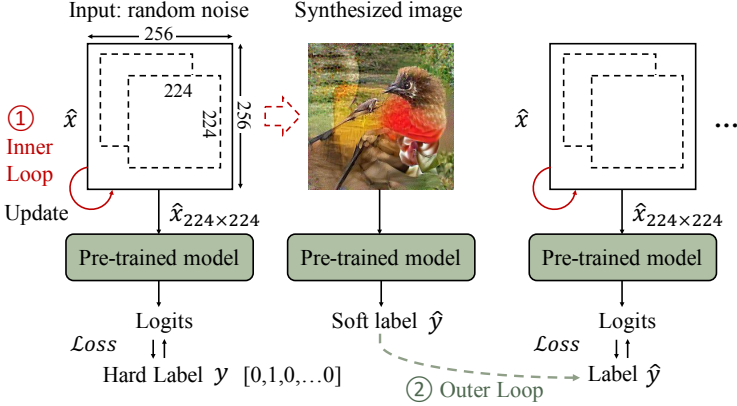 Input: random noise
Synthesized image
256
224
224
256
x̂
①
Inner
Loop
Update
x̂224×224
Pre-trained model
Logits
Loss
Hard Label y [0,1,0,…0]
Pre-trained model
Soft label ŷ
② Outer Loop
x̂
...
x̂224×224
Pre-trained model
Logits
Loss
Label ŷ